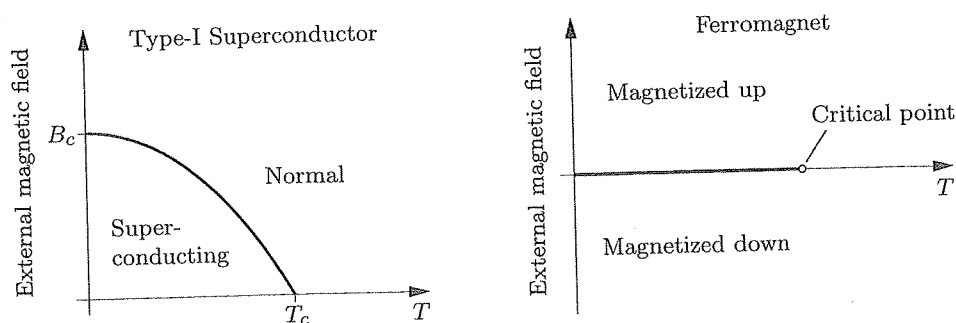 Type-I Superconductor
External magnetic field
B_c
Normal
Super-
conducting
T_c
T
Ferromagnet
External magnetic field
Magnetized up
Critical point
T
Magnetized down